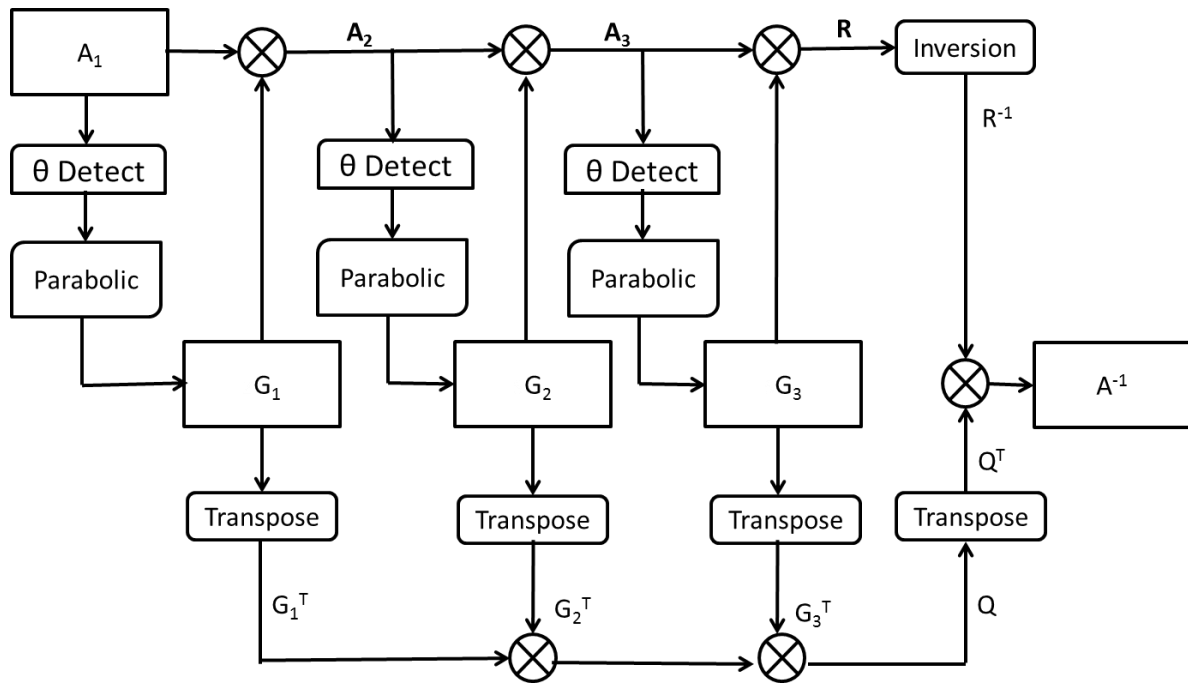 A₁
A₂
A₃
R
Inversion
R⁻¹
θ Detect
θ Detect
θ Detect
Parabolic
Parabolic
Parabolic
G₁
G₂
G₃
A⁻¹
Qᵀ
Transpose
Transpose
Transpose
Transpose
G₁ᵀ
G₂ᵀ
G₃ᵀ
Q